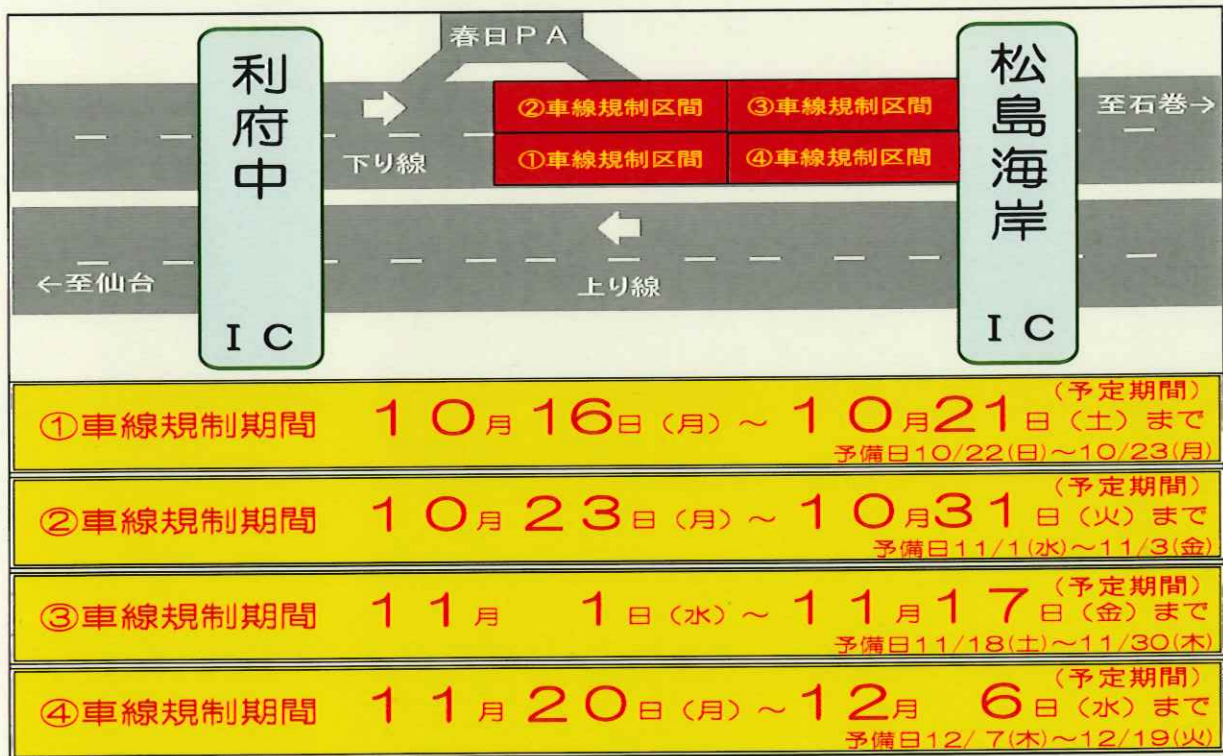 春日ＰＡ
利府中ＩＣ
松島海岸ＩＣ
②車線規制区間
③車線規制区間
至石巻→
下り線
①車線規制区間
④車線規制区間
←至仙台
上り線
(予定期間)
①車線規制期間　１０月１６日（月）～１０月２１日（土）まで
予備日10/22(日)～10/23(月)
(予定期間)
②車線規制期間　１０月２３日（月）～１０月３１日（火）まで
予備日11/1(水)～11/3(金)
(予定期間)
③車線規制期間　１１月　１日（水）～１１月１７日（金）まで
予備日11/18(土)～11/30(木)
(予定期間)
④車線規制期間　１１月２０日（月）～１２月　６日（水）まで
予備日12/ 7(木)～12/19(火)